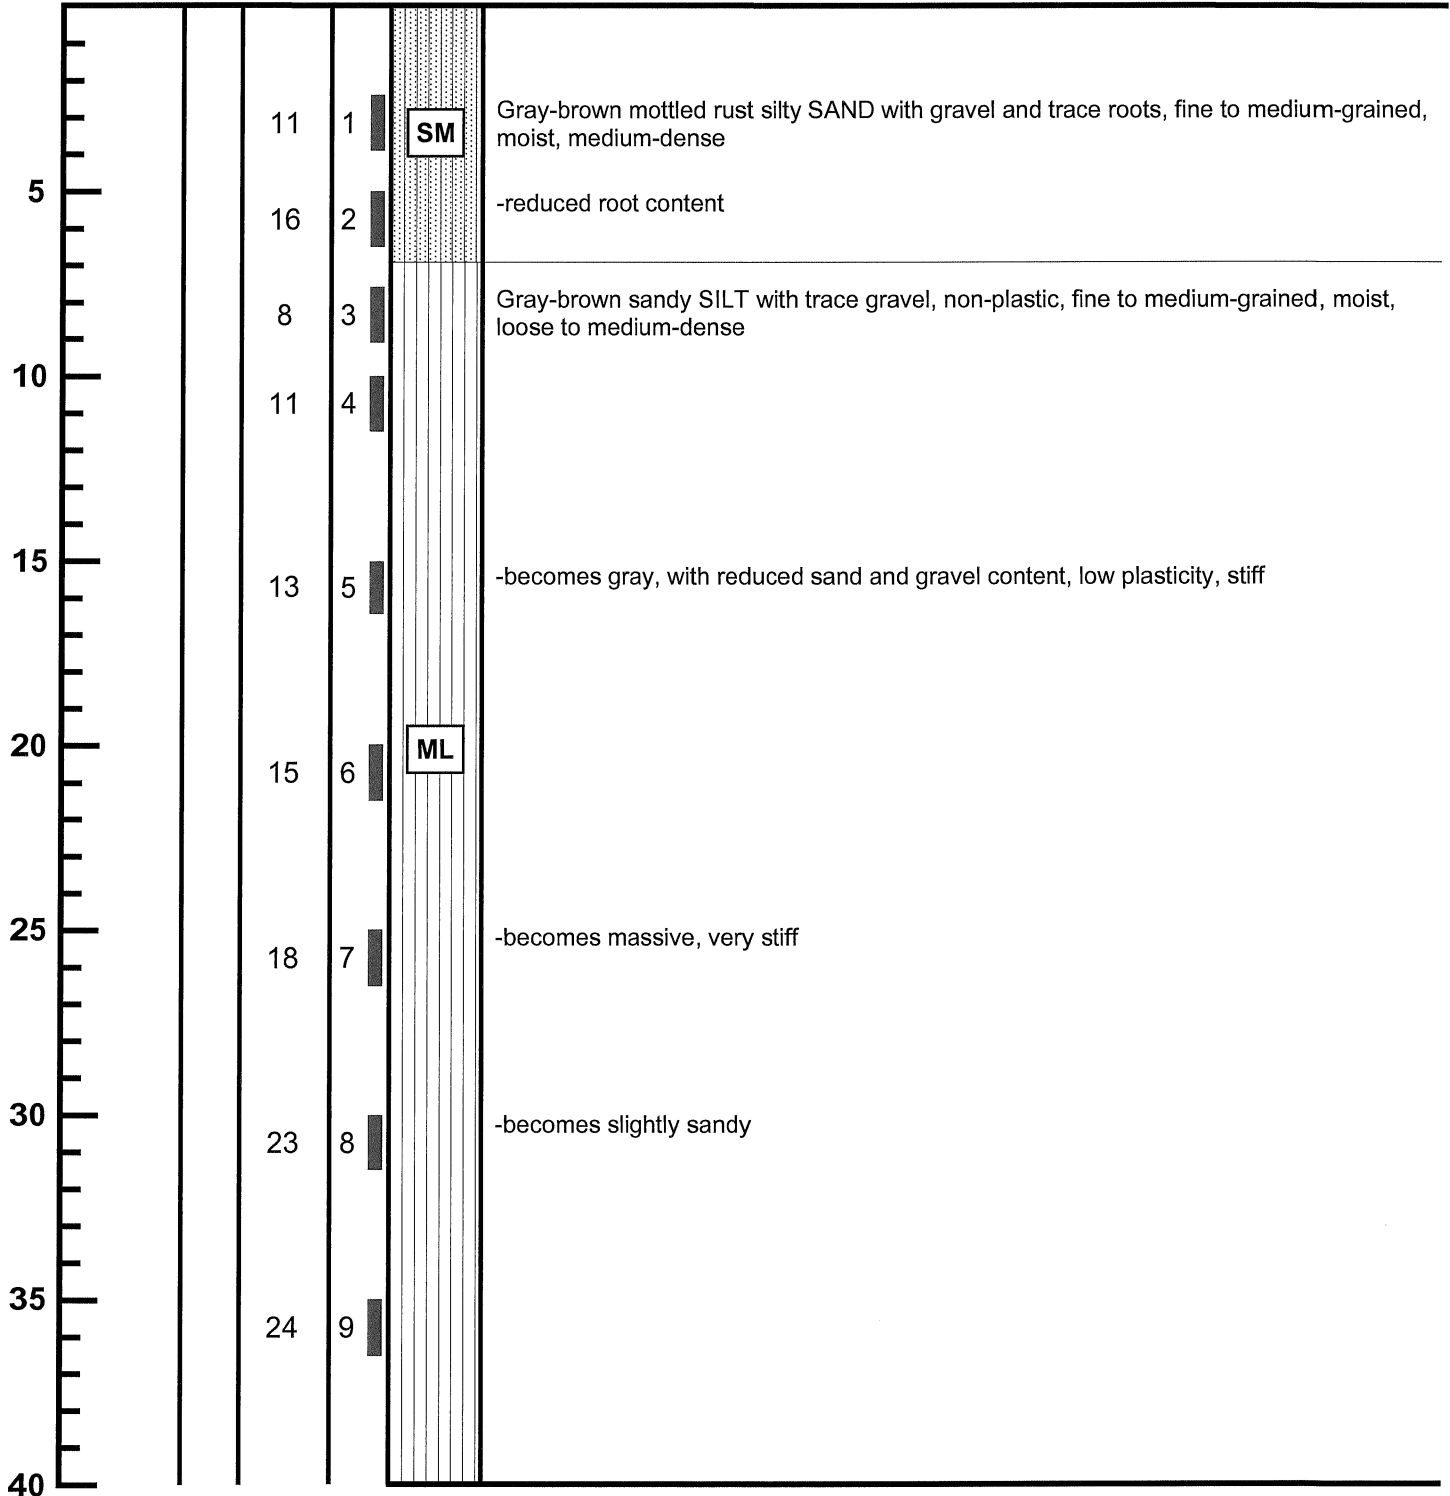 11 1 SM Gray-brown mottled rust silty SAND with gravel and trace roots, fine to medium-grained,
moist, medium-dense
5 16 2 -reduced root content
8 3 Gray-brown sandy SILT with trace gravel, non-plastic, fine to medium-grained, moist,
loose to medium-dense
10
11 4
15 13 5 -becomes gray, with reduced sand and gravel content, low plasticity, stiff
20 ML
15 6
25 18 7 -becomes massive, very stiff
30 23 8 -becomes slightly sandy
35
24 9
40